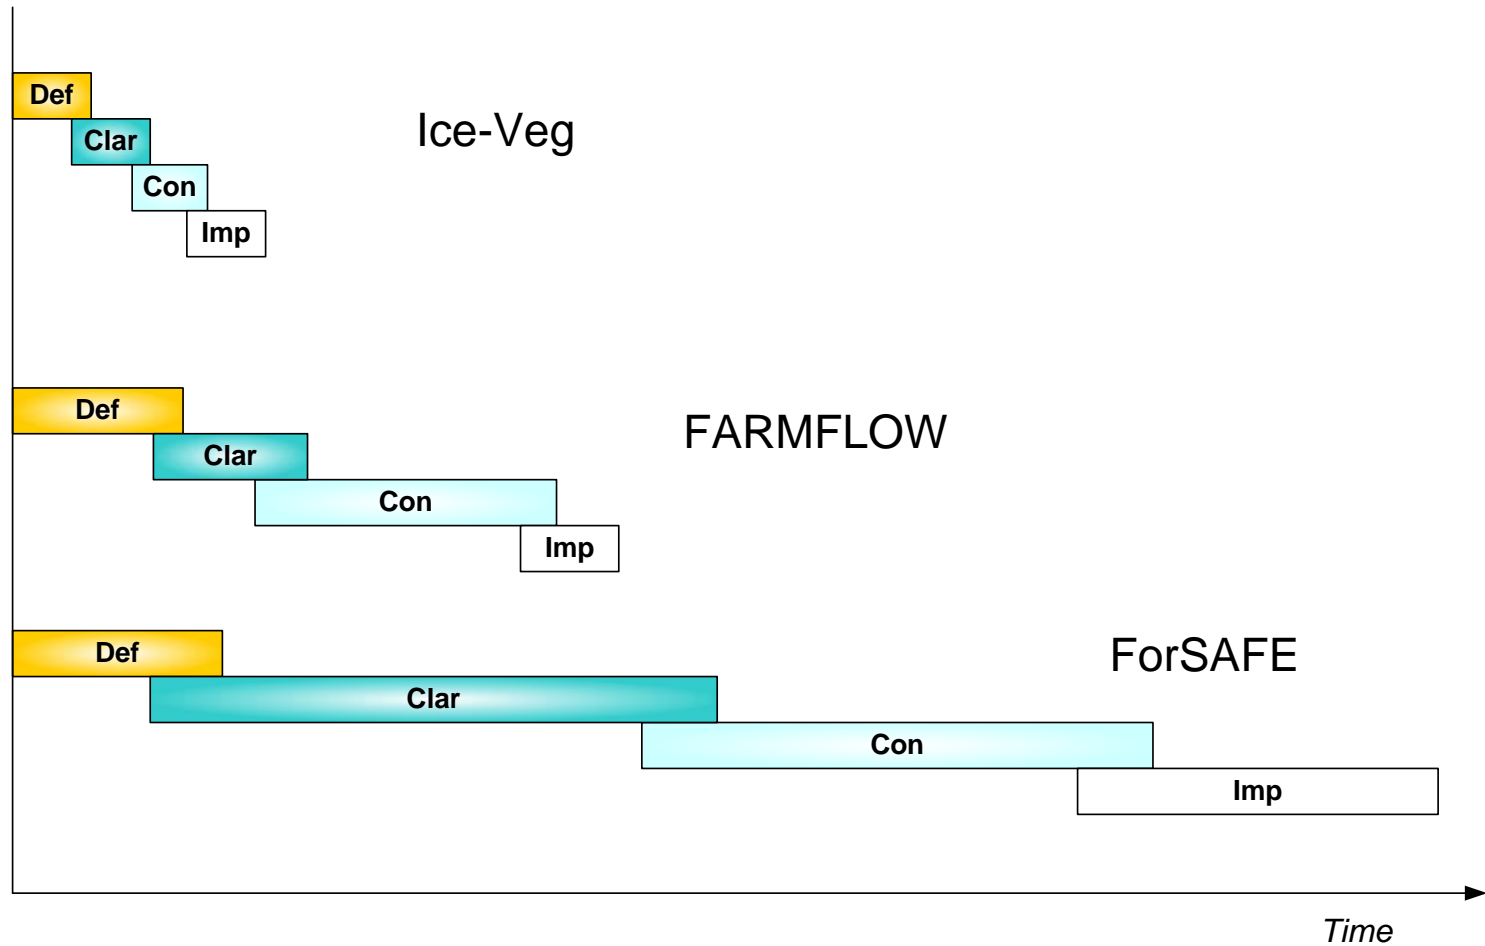 Def
Clar
Con
Imp
Ice-Veg
Def
Clar
Con
Imp
FARMFLOW
Def
Clar
Con
Imp
ForSAFE
Time